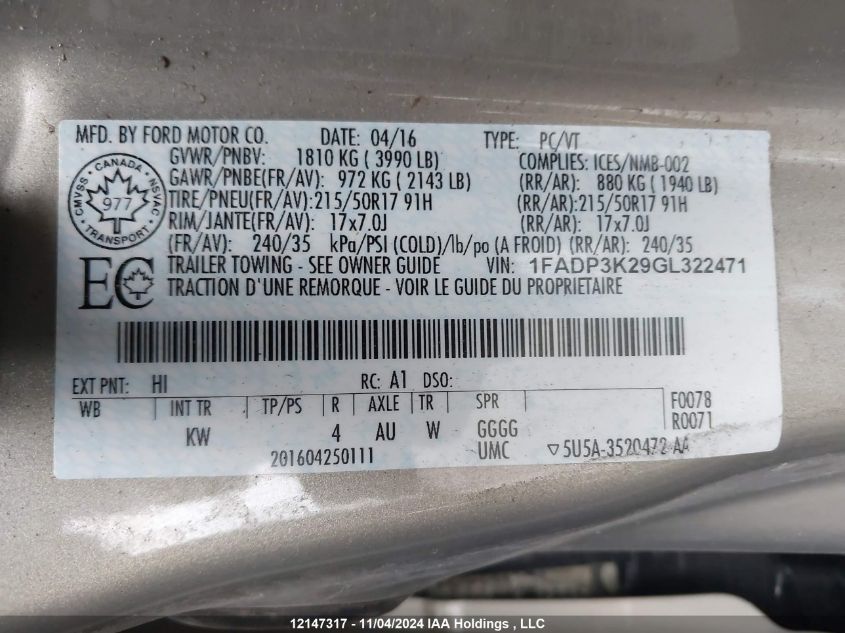 MFD. BY FORD MOTOR CO. DATE: 04/16 TYPE: PC/VT
GVWR/PNBV: 1810 KG ( 3990 LB) COMPLIES: ICES/NMB-002
GAWR/PNBE(FR/AV): 972 KG ( 2143 LB) (RR/AR): 880 KG ( 1940 LB)
TIRE/PNEU(FR/AV): 215/50R17 91H (RR/AR): 215/50R17 91H
RIM/JANTE(FR/AV): 17x7.0J (RR/AR): 17x7.0J
(FR/AV): 240/35 kPa/PSI (COLD)/lb/po (A FROID) (RR/AR): 240/35
CANADA
CMVSS NSVAC
977
TRANSPORT
TRAILER TOWING - SEE OWNER GUIDE VIN: 1FADP3K29GL322471
EC TRACTION D'UNE REMORQUE - VOIR LE GUIDE DU PROPRIETAIRE
EXT PNT: HI RC: A1 DSO:
WB INT TR TP/PS R AXLE TR SPR F0078
KW 4 AU W GGGG R0071
201604250111 UMC ▽5U5A-3520472-AA
12147317 - 11/04/2024 IAA Holdings , LLC